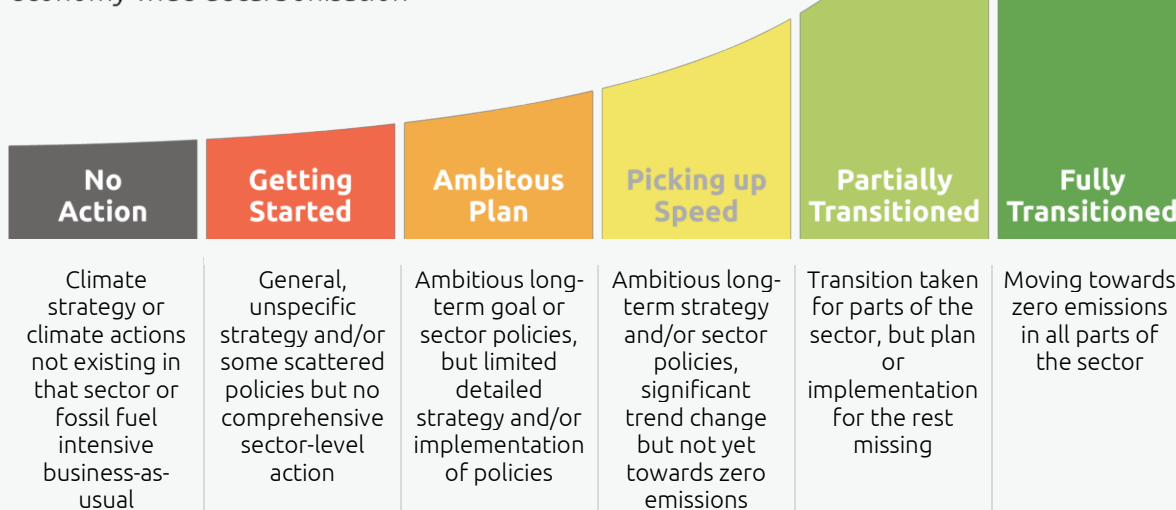 No
Action
Getting
Started
Ambitous
Plan
Picking up
Speed
Partially
Transitioned
Fully
Transitioned
Climate
strategy or
climate actions
not existing in
that sector or
fossil fuel
intensive
business-as-
usual
General,
unspecific
strategy and/or
some scattered
policies but no
comprehensive
sector-level
action
Ambitious long-
term goal or
sector policies,
but limited
detailed
strategy and/or
implementation
of policies
Ambitious long-
term strategy
and/or sector
policies,
significant
trend change
but not yet
towards zero
emissions
Transition taken
for parts of the
sector, but plan
or
implementation
for the rest
missing
Moving towards
zero emissions
in all parts of
the sector